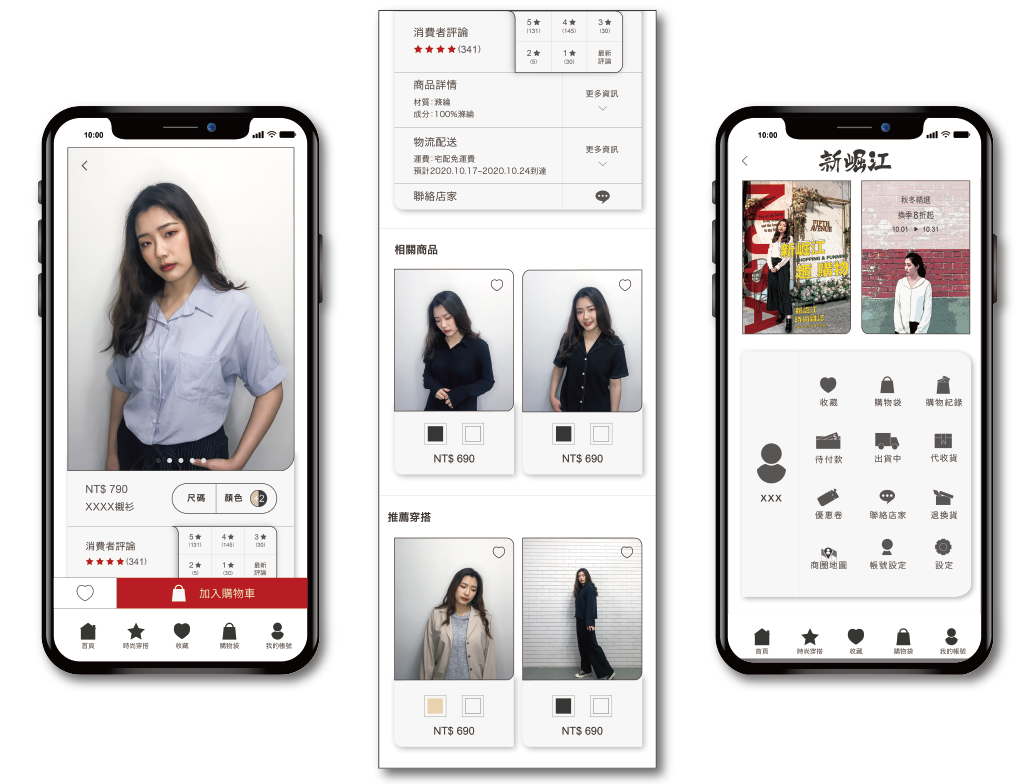 10:00
NT$ 790
XXXX襯衫
尺碼
顏色
+2
消費者評論
(341)
5★
(131)
4★
(145)
3★
(30)
2★
(5)
1★
(30)
最新
評論
加入購物車
首頁
時尚穿搭
收藏
購物袋
我的帳號
消費者評論
(341)
5★
(131)
4★
(145)
3★
(30)
2★
(5)
1★
(30)
最新
評論
商品詳情
材質:滌綸
成分:100%滌綸
更多資訊
物流配送
運費:宅配免運費
預計2020.10.17-2020.10.24到達
更多資訊
聯絡店家
相關商品
NT$ 690
NT$ 690
推薦穿搭
NT$ 690
NT$ 690
10:00
新崛江
FIFTH
AVENUE
新崛江
SHOPPING & FUNNING
購物
新崛江
秋冬精選
換季8折起
10.01 ▶ 10.31
XXX
收藏
購物袋
購物紀錄
待付款
出貨中
代收貨
優惠卷
聯絡店家
退換貨
商圈地圖
帳號設定
設定
首頁
時尚穿搭
收藏
購物袋
我的帳號